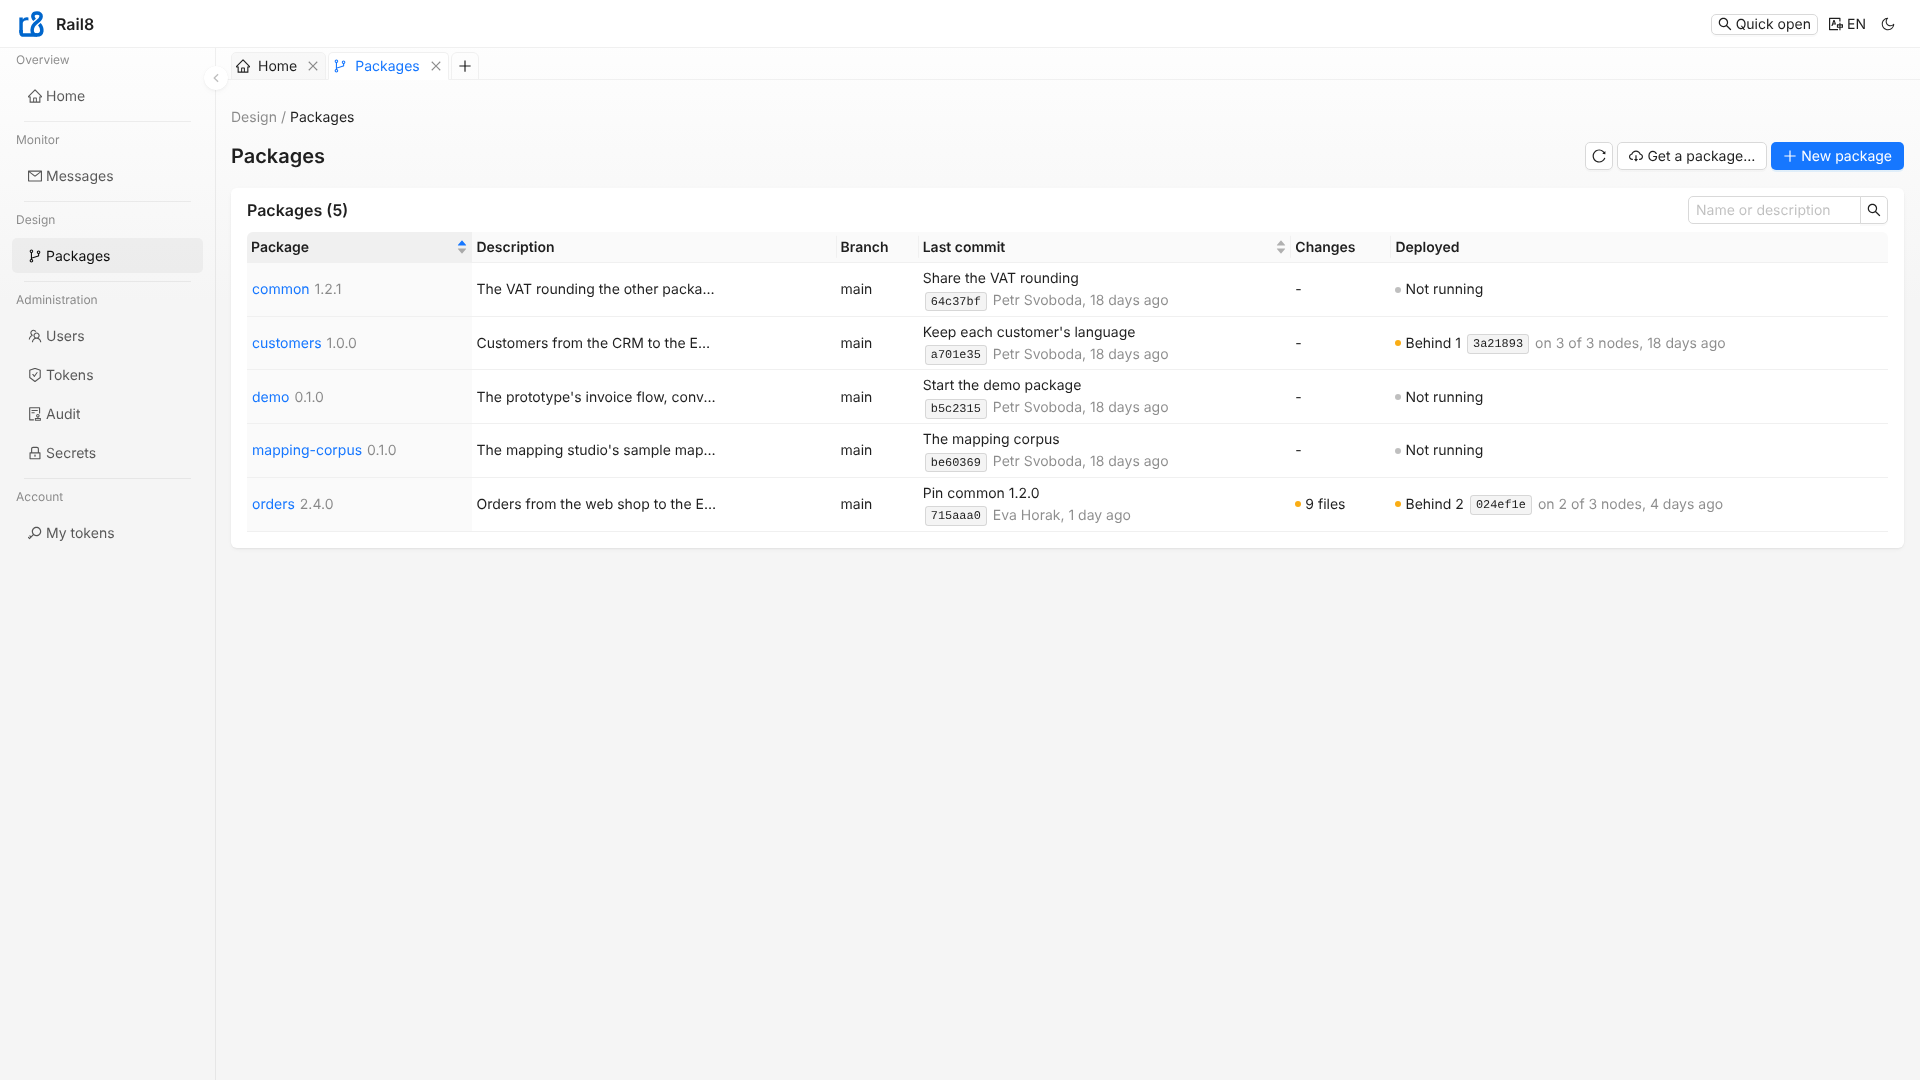 Rail8
Quick open
EN
Overview
Home
Monitor
Messages
Design
Packages
Administration
Users
Tokens
Audit
Secrets
Account
My tokens
Home
Packages
Design / Packages
Packages
Get a package...
New package
Packages (5)
Name or description
Package Description Branch Last commit Changes Deployed
common 1.2.1 The VAT rounding the other packa... main Share the VAT rounding - Not running
64c37bf Petr Svoboda, 18 days ago
customers 1.0.0 Customers from the CRM to the E... main Keep each customer's language - Behind 1 3a21893 on 3 of 3 nodes, 18 days ago
a701e35 Petr Svoboda, 18 days ago
demo 0.1.0 The prototype's invoice flow, conv... main Start the demo package - Not running
b5c2315 Petr Svoboda, 18 days ago
mapping-corpus 0.1.0 The mapping studio's sample map... main The mapping corpus - Not running
be60369 Petr Svoboda, 18 days ago
orders 2.4.0 Orders from the web shop to the E... main Pin common 1.2.0 9 files Behind 2 024ef1e on 2 of 3 nodes, 4 days ago
715aaa0 Eva Horak, 1 day ago